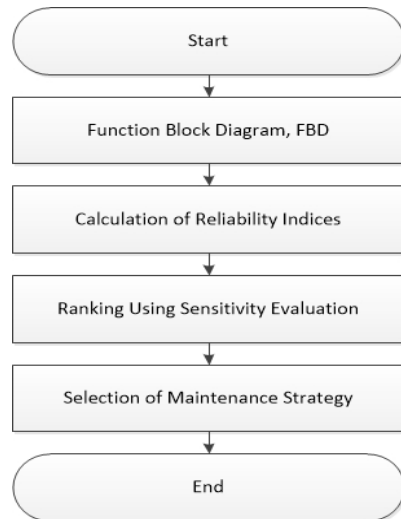 Start
Function Block Diagram, FBD
Calculation of Reliability Indices
Ranking Using Sensitivity Evaluation
Selection of Maintenance Strategy
End